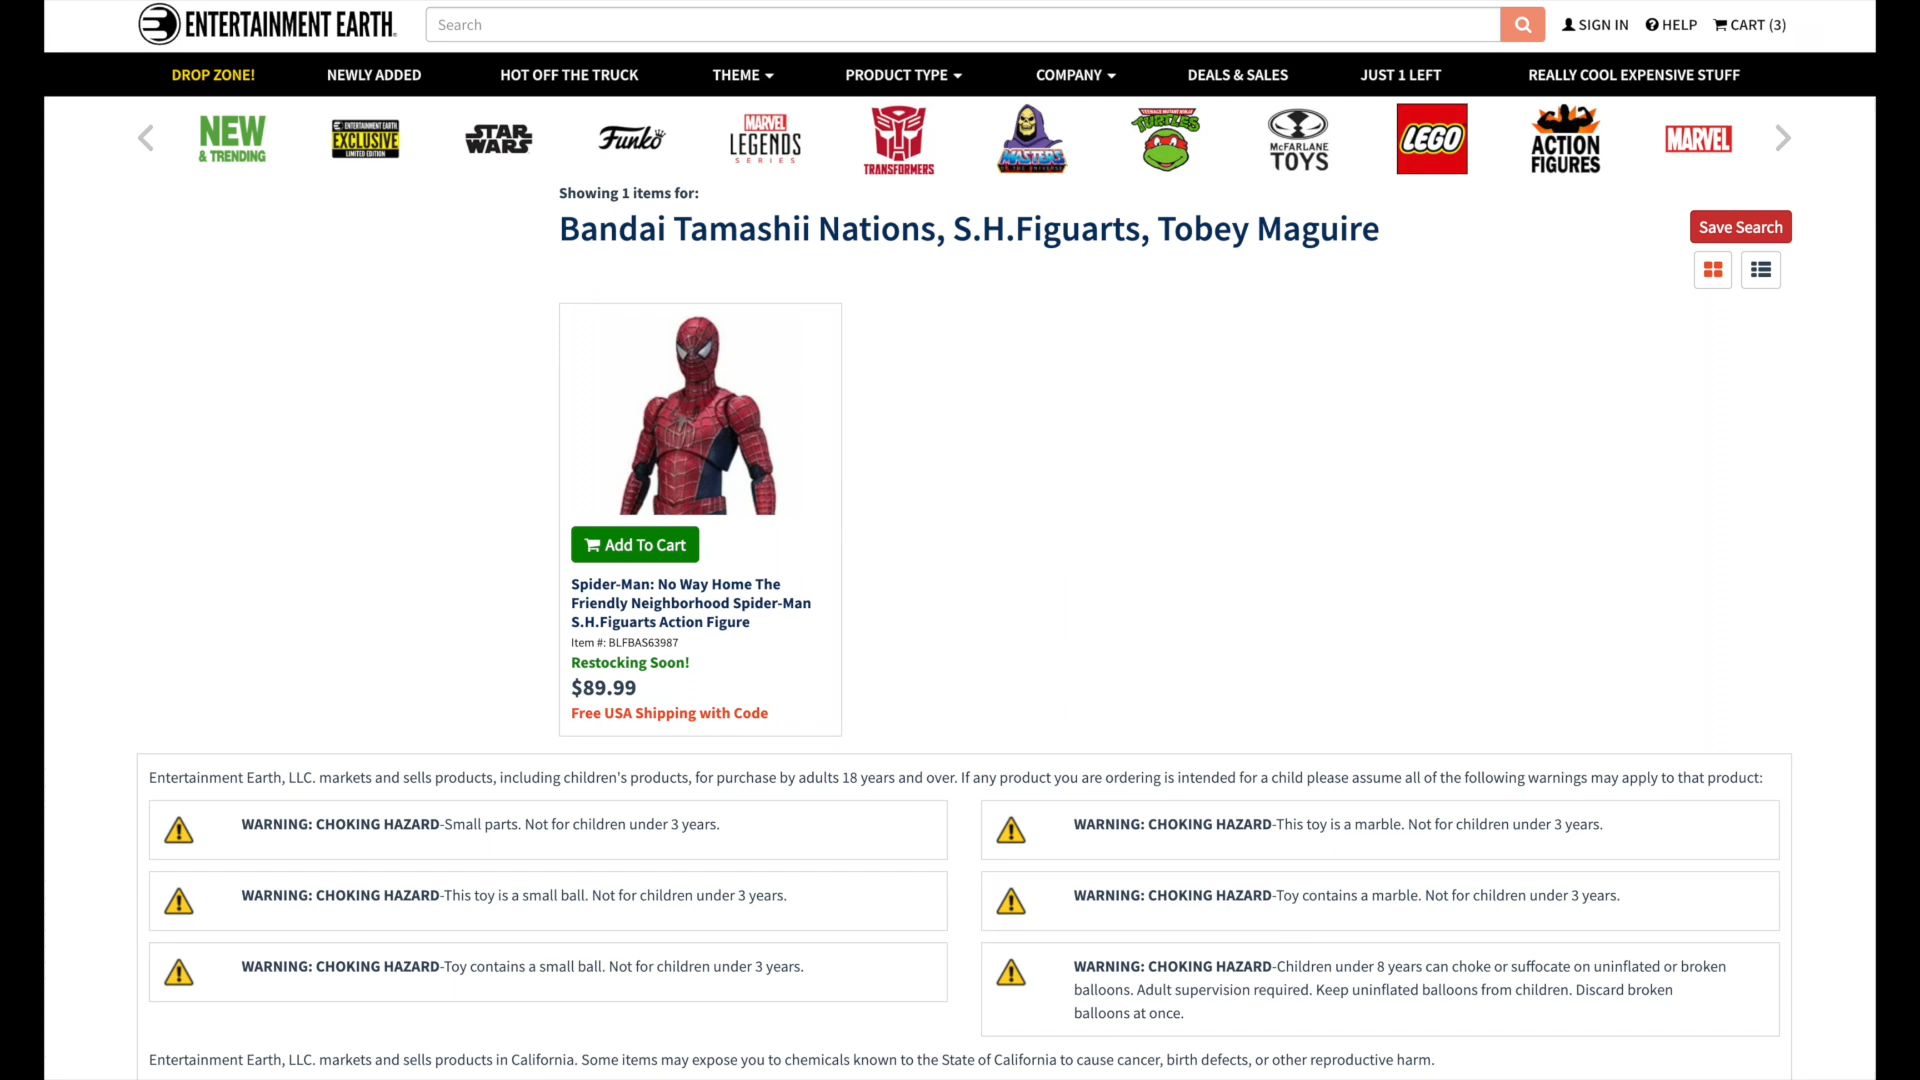 ENTERTAINMENT EARTH
Search
SIGN IN
HELP
CART (3)
DROP ZONE!
NEWLY ADDED
HOT OFF THE TRUCK
THEME
PRODUCT TYPE
COMPANY
DEALS & SALES
JUST 1 LEFT
REALLY COOL EXPENSIVE STUFF
NEW
& TRENDING
ENTERTAINMENT EARTH
EXCLUSIVE
LIMITED EDITION
STAR
WARS
Funko
MARVEL
LEGENDS
SERIES
TRANSFORMERS
MASTERS
OF THE UNIVERSE
TEENAGE MUTANT NINJA
TURTLES
McFARLANE
TOYS
LEGO
ACTION
FIGURES
MARVEL
Showing 1 items for:
Bandai Tamashii Nations, S.H.Figuarts, Tobey Maguire
Save Search
Add To Cart
Spider-Man: No Way Home The
Friendly Neighborhood Spider-Man
S.H.Figuarts Action Figure
Item #: BLFBAS63987
Restocking Soon!
$89.99
Free USA Shipping with Code
Entertainment Earth, LLC. markets and sells products, including children's products, for purchase by adults 18 years and over. If any product you are ordering is intended for a child please assume all of the following warnings may apply to that product:
WARNING: CHOKING HAZARD-Small parts. Not for children under 3 years.
WARNING: CHOKING HAZARD-This toy is a marble. Not for children under 3 years.
WARNING: CHOKING HAZARD-This toy is a small ball. Not for children under 3 years.
WARNING: CHOKING HAZARD-Toy contains a marble. Not for children under 3 years.
WARNING: CHOKING HAZARD-Toy contains a small ball. Not for children under 3 years.
WARNING: CHOKING HAZARD-Children under 8 years can choke or suffocate on uninflated or broken
balloons. Adult supervision required. Keep uninflated balloons from children. Discard broken
balloons at once.
Entertainment Earth, LLC. markets and sells products in California. Some items may expose you to chemicals known to the State of California to cause cancer, birth defects, or other reproductive harm.